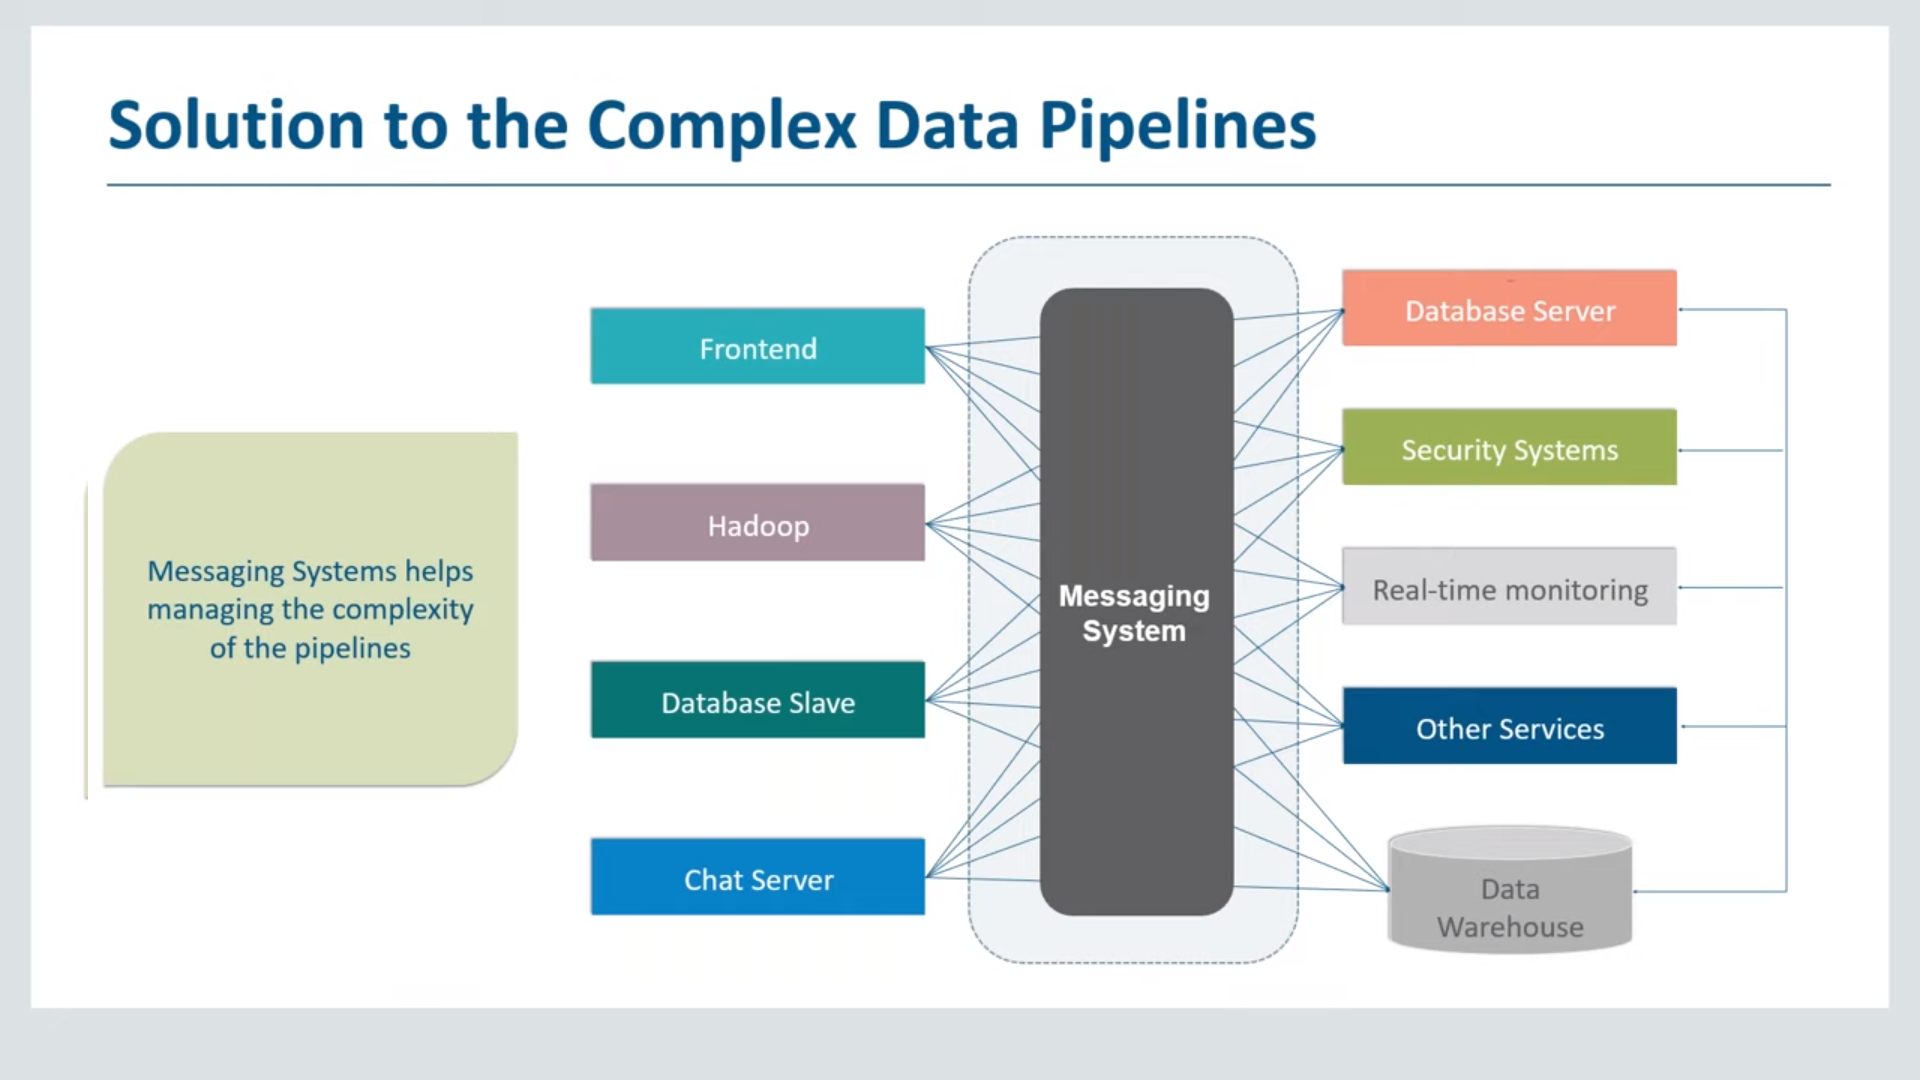 Solution to the Complex Data Pipelines
Messaging Systems helps
managing the complexity
of the pipelines
Frontend
Hadoop
Database Slave
Chat Server
Messaging
System
Database Server
Security Systems
Real-time monitoring
Other Services
Data
Warehouse